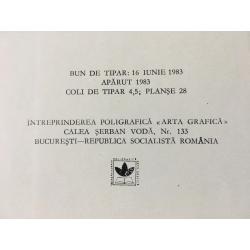 BUN DE TIPAR: 16 IUNIE 1983
APĂRUT 1983
COLI DE TIPAR 4,5; PLANȘE 28
ÎNTREPRINDEREA POLIGRAFICĂ «ARTA GRAFICĂ»
CALEA ȘERBAN VODĂ, Nr. 133
BUCUREȘTI—REPUBLICA SOCIALISTĂ ROMÂNIA